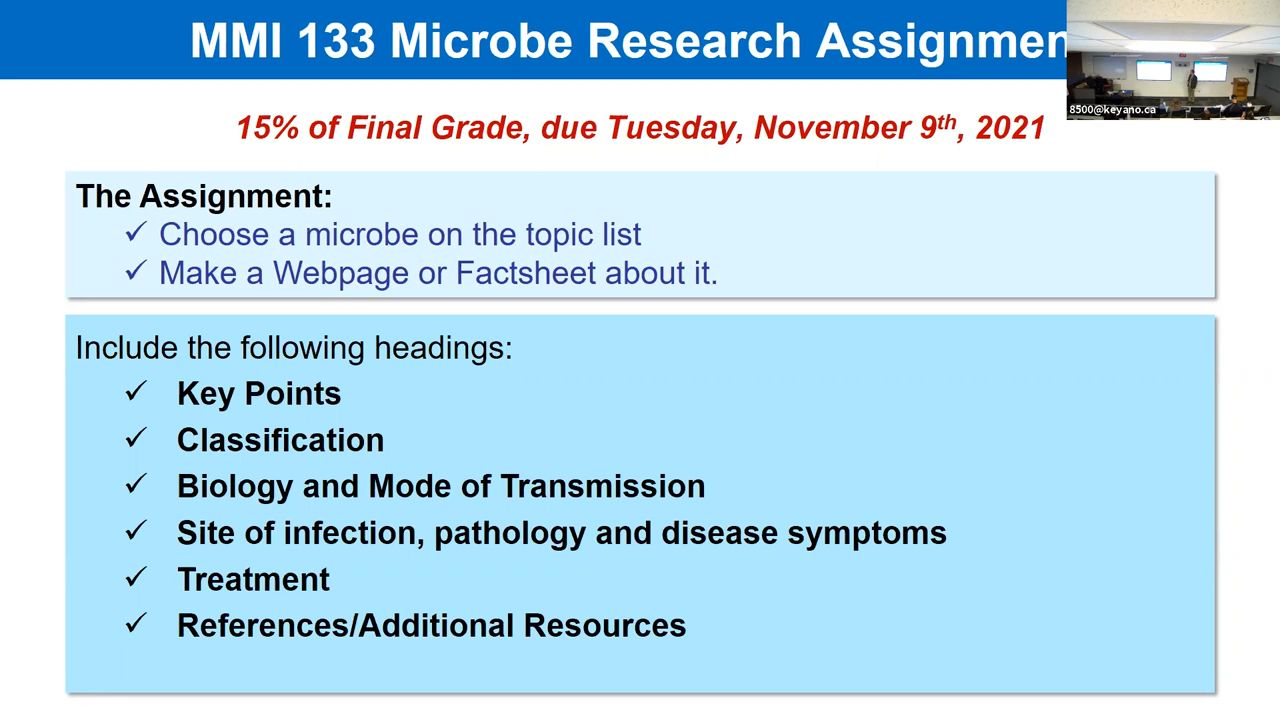 MMI 133 Microbe Research Assignmen
8500@keyano.ca
15% of Final Grade, due Tuesday, November 9th, 2021
The Assignment:
✓ Choose a microbe on the topic list
✓ Make a Webpage or Factsheet about it.
Include the following headings:
✓ Key Points
✓ Classification
✓ Biology and Mode of Transmission
✓ Site of infection, pathology and disease symptoms
✓ Treatment
✓ References/Additional Resources